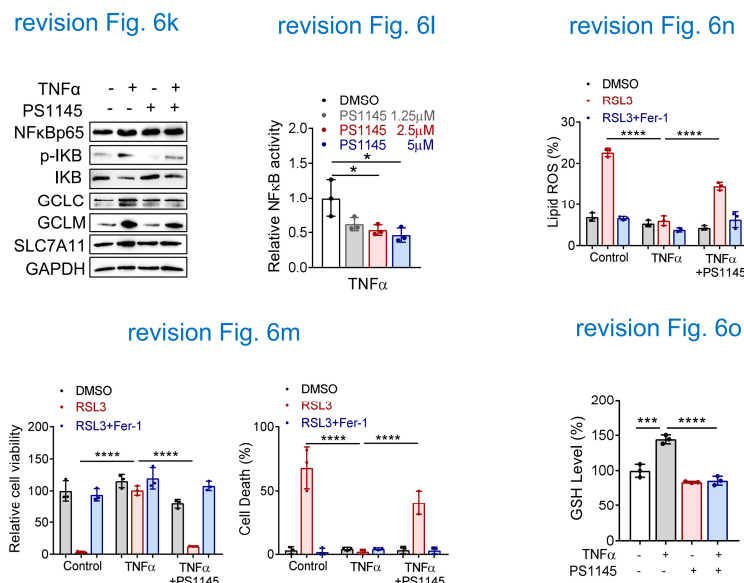 revision Fig. 6k
TNFα - + - +
PS1145 - - + +
NFκBp65
p-IKB
IKB
GCLC
GCLM
SLC7A11
GAPDH
revision Fig. 6l
DMSO
PS1145 1.25μM
PS1145 2.5μM
PS1145 5μM
Relative NFκB activity
2.0
1.5
1.0
0.5
0.0
*
*
TNFα
revision Fig. 6n
DMSO
RSL3
RSL3+Fer-1
Lipid ROS (%)
30
20
10
0
**** ****
Control TNFα TNFα
+PS1145
revision Fig. 6m
DMSO
RSL3
RSL3+Fer-1
Relative cell viability
150
125
100
75
50
25
0
**** ****
Control TNFα TNFα
+PS1145
DMSO
RSL3
RSL3+Fer-1
Cell Death (%)
100
50
0
**** ****
Control TNFα TNFα
+PS1145
revision Fig. 6o
GSH Level (%)
200
150
100
50
0
*** ****
TNFα - + - +
PS1145 - - + +